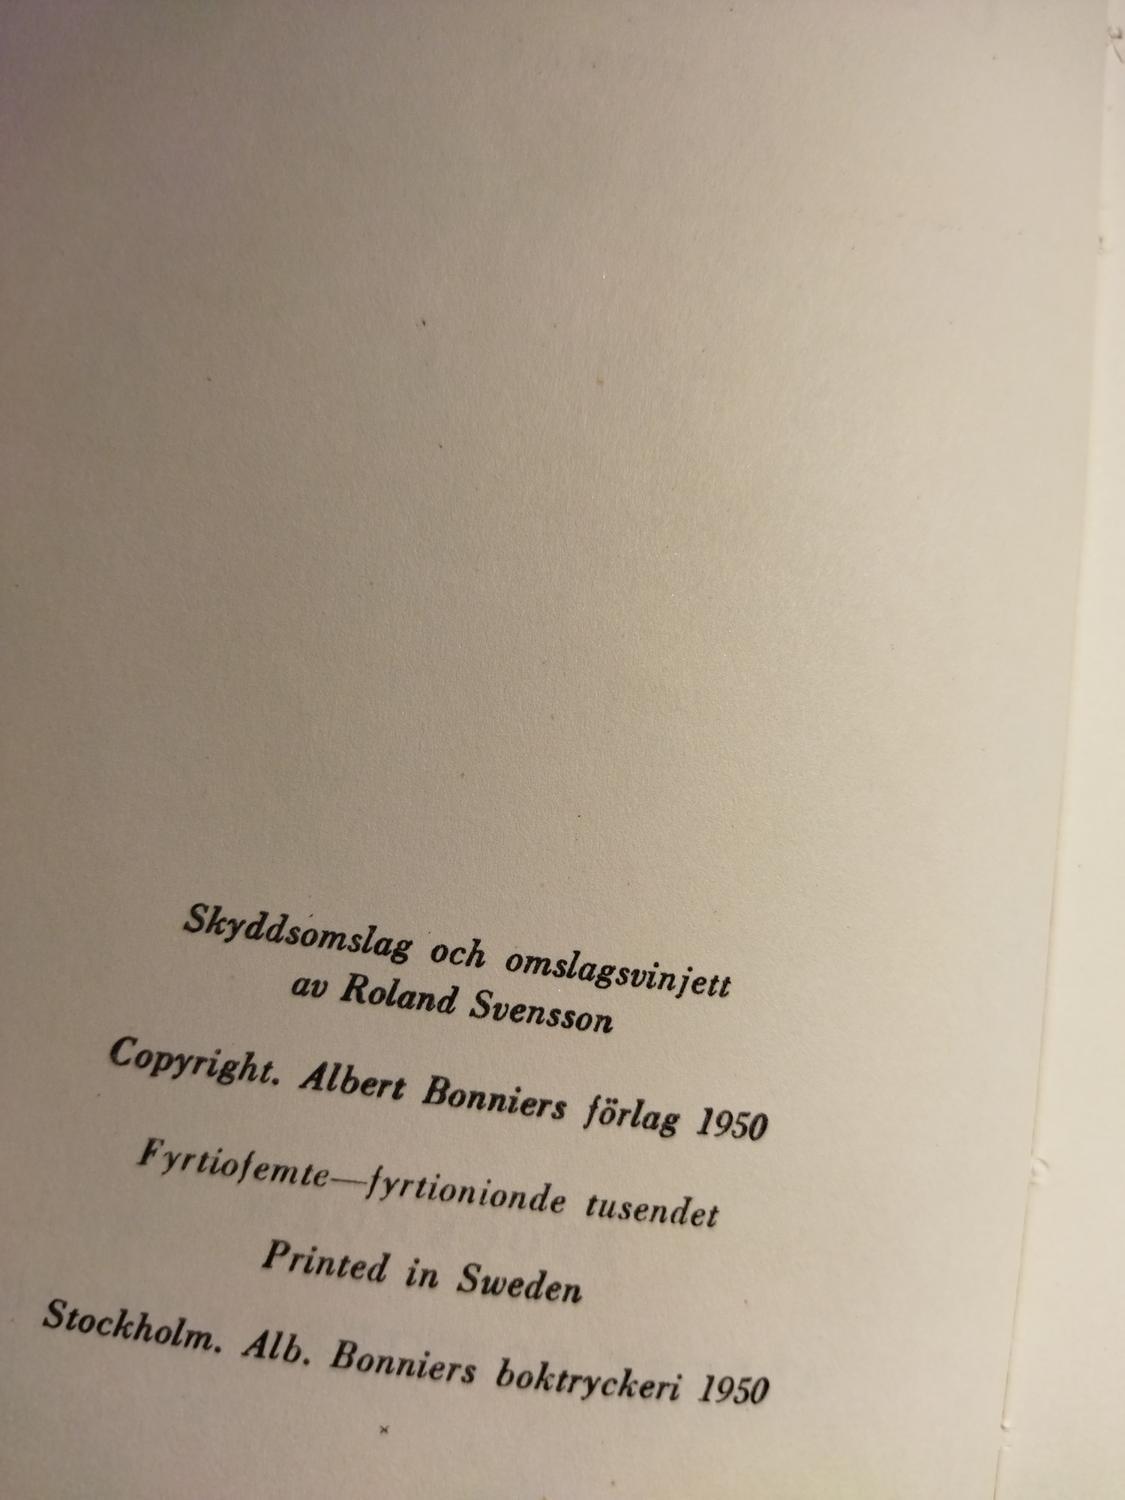 Skyddsomslag och omslagsvinjett
av Roland Svensson
Copyright. Albert Bonniers förlag 1950
Fyrtiofemte—fyrtionionde tusendet
Printed in Sweden
Stockholm. Alb. Bonniers boktryckeri 1950